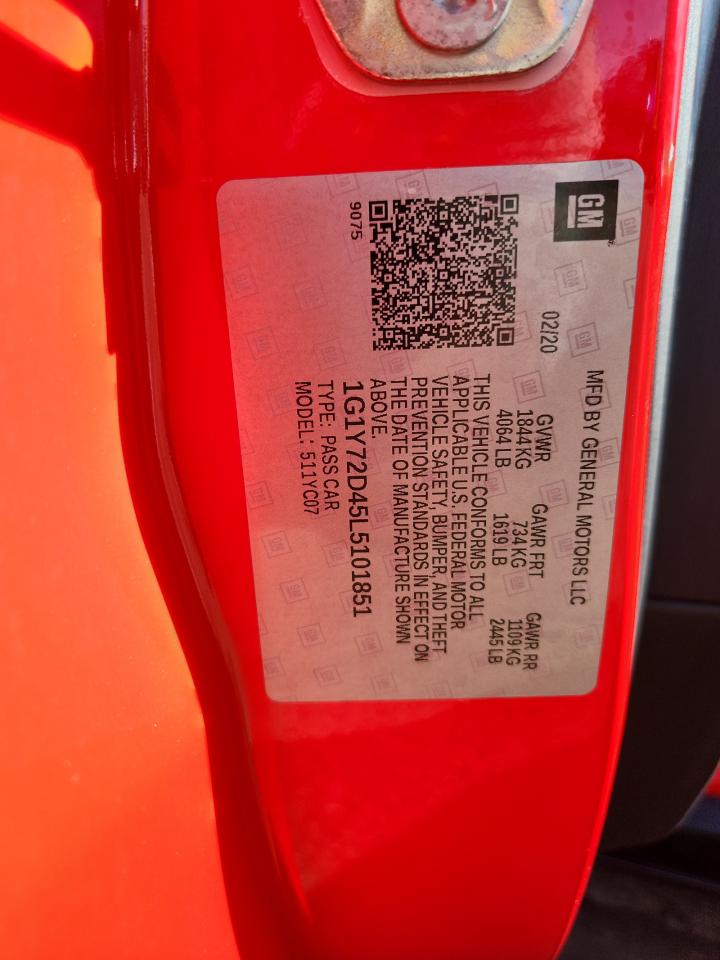 GM
MFD BY GENERAL MOTORS LLC
02/20
GVWR GAWR FRT GAWR RR
1844 KG 734 KG 1109 KG
4064 LB 1619 LB 2445 LB
THIS VEHICLE CONFORMS TO ALL
APPLICABLE U.S. FEDERAL MOTOR
VEHICLE SAFETY, BUMPER, AND THEFT
PREVENTION STANDARDS IN EFFECT ON
THE DATE OF MANUFACTURE SHOWN
ABOVE.
1G1Y72D45L5101851
TYPE: PASS CAR
MODEL: 511YC07
9075